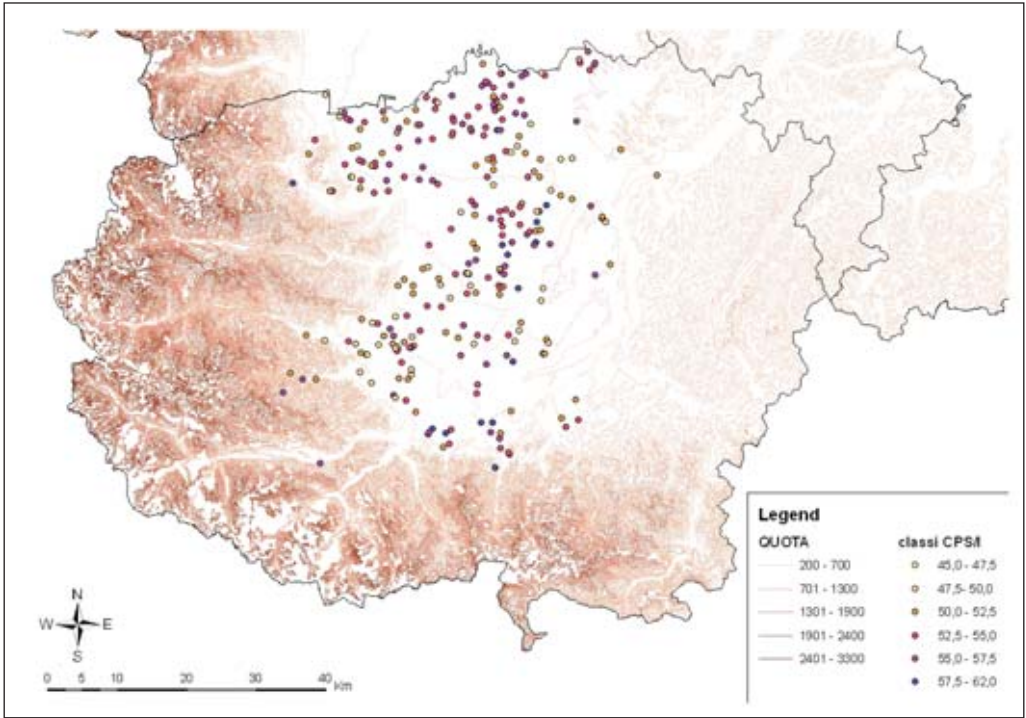 Legend
QUOTA
200 - 700
701 - 1300
1301 - 1900
1901 - 2400
2401 - 3300
classi CPS/l
45,0 - 47,5
47,5 - 50,0
50,0 - 52,5
52,5 - 55,0
55,0 - 57,5
57,5 - 62,0
N
W E
S
0 5 10 20 30 40
Km